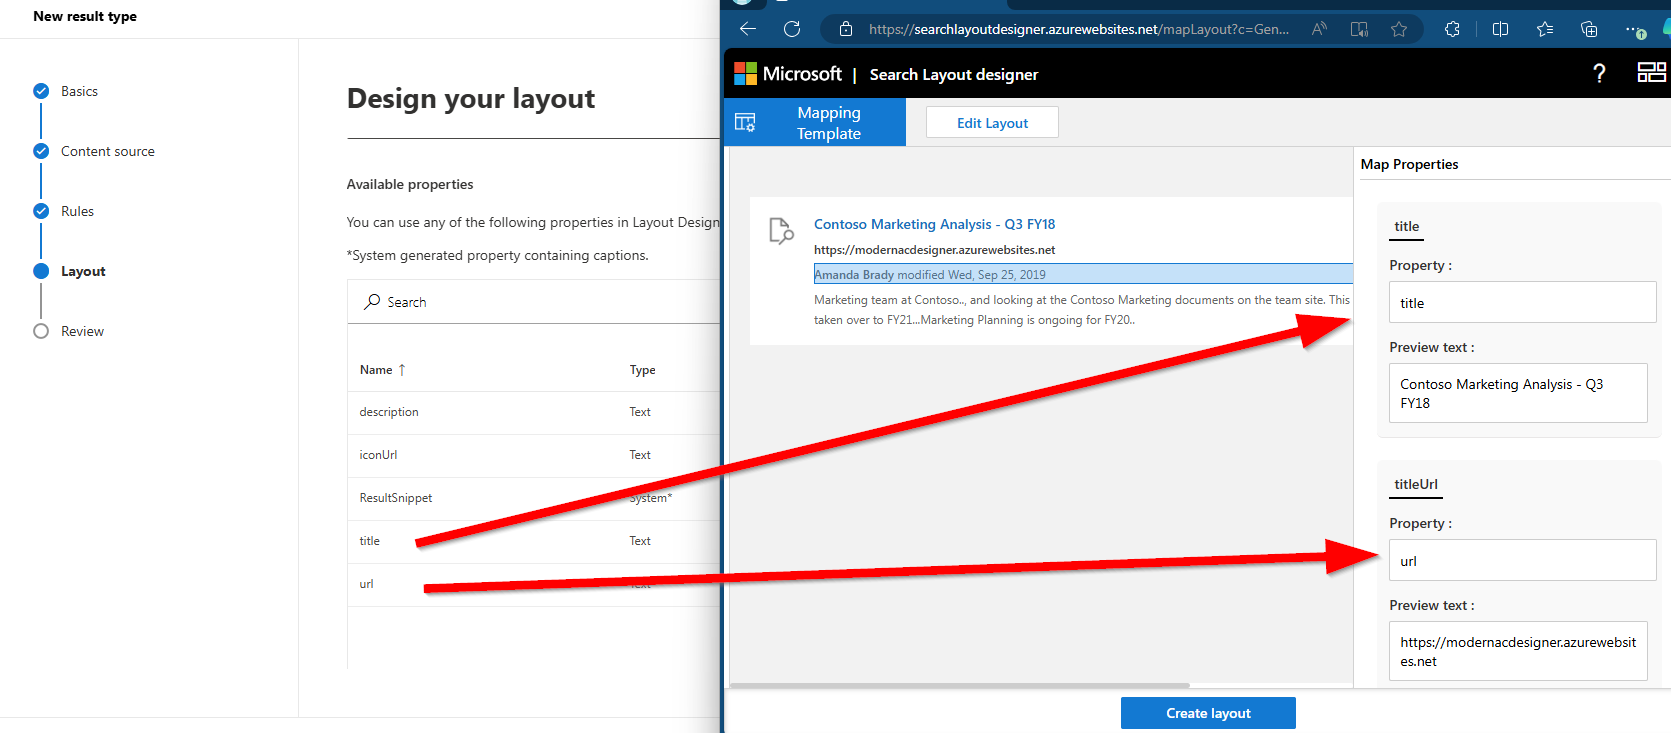 New result type
Basics
Content source
Rules
Layout
Review
Design your layout
Available properties
You can use any of the following properties in Layout Design
*System generated property containing captions.
Search
Name ↑ Type
description Text
iconUrl Text
ResultSnippet System*
title Text
url Text
https://searchlayoutdesigner.azurewebsites.net/mapLayout?c=Gen...
Microsoft | Search Layout designer ?
Mapping
Template
Edit Layout
Contoso Marketing Analysis - Q3 FY18
https://modernacdesigner.azurewebsites.net
Amanda Brady modified Wed, Sep 25, 2019
Marketing team at Contoso.., and looking at the Contoso Marketing documents on the team site. This
taken over to FY21...Marketing Planning is ongoing for FY20..
Map Properties
title
Property :
title
Preview text :
Contoso Marketing Analysis - Q3
FY18
titleUrl
Property :
url
Preview text :
https://modernacdesigner.azurewebsit
es.net
Create layout